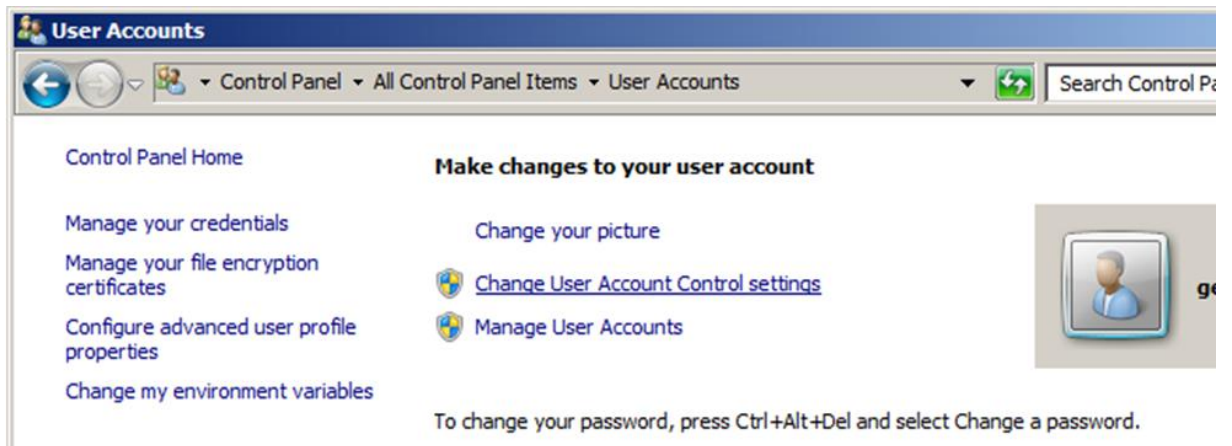 User Accounts
Control Panel All Control Panel Items User Accounts Search Control Pa
Control Panel Home
Make changes to your user account
Manage your credentials
Change your picture
Manage your file encryption
certificates
Change User Account Control settings
Configure advanced user profile
properties
Manage User Accounts
ge
Change my environment variables
To change your password, press Ctrl+Alt+Del and select Change a password.